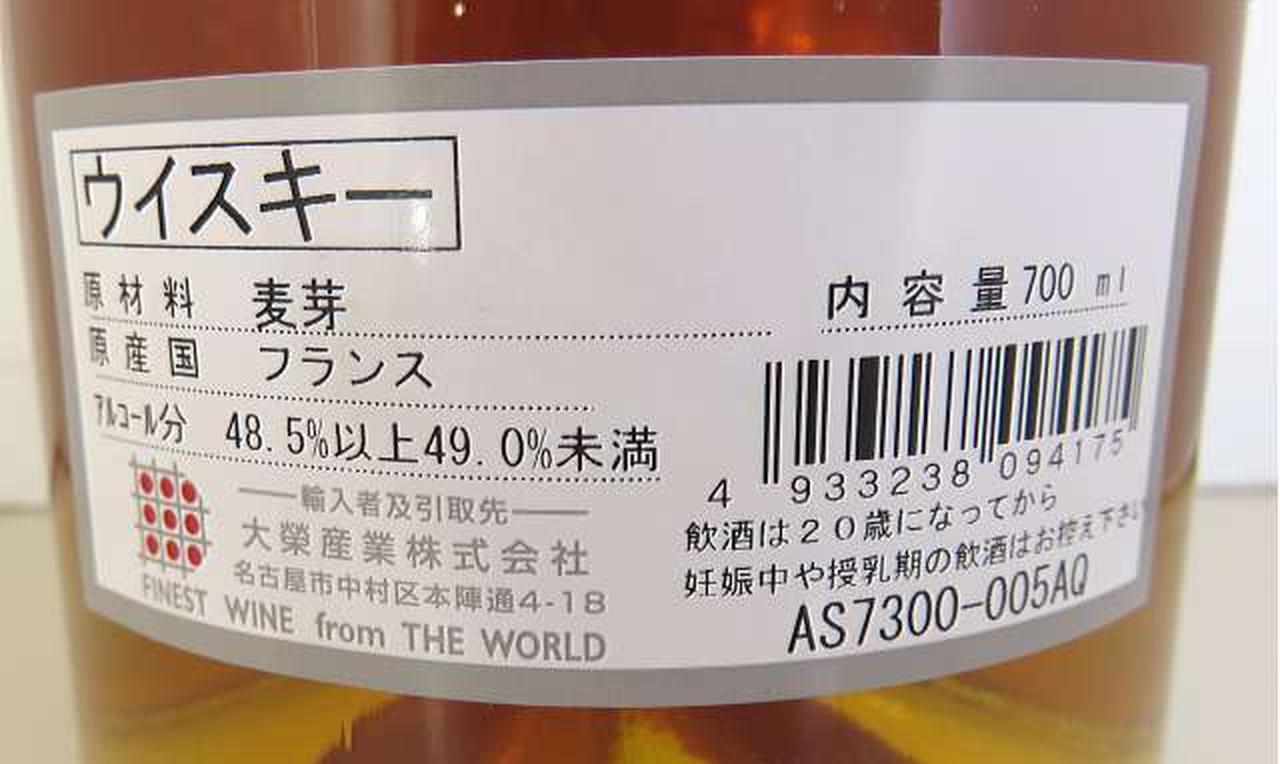 ウイスキー
原材料 麦芽
内容量 700 ml
原産国 フランス
アルコール分 48.5%以上49.0%未満
4 933238 094175
輸入者及引取先
大榮産業株式会社
名古屋市中村区本陣通4-18
FINEST WINE from THE WORLD
飲酒は20歳になってから
妊娠中や授乳期の飲酒はお控え下さい
AS7300-005AQ